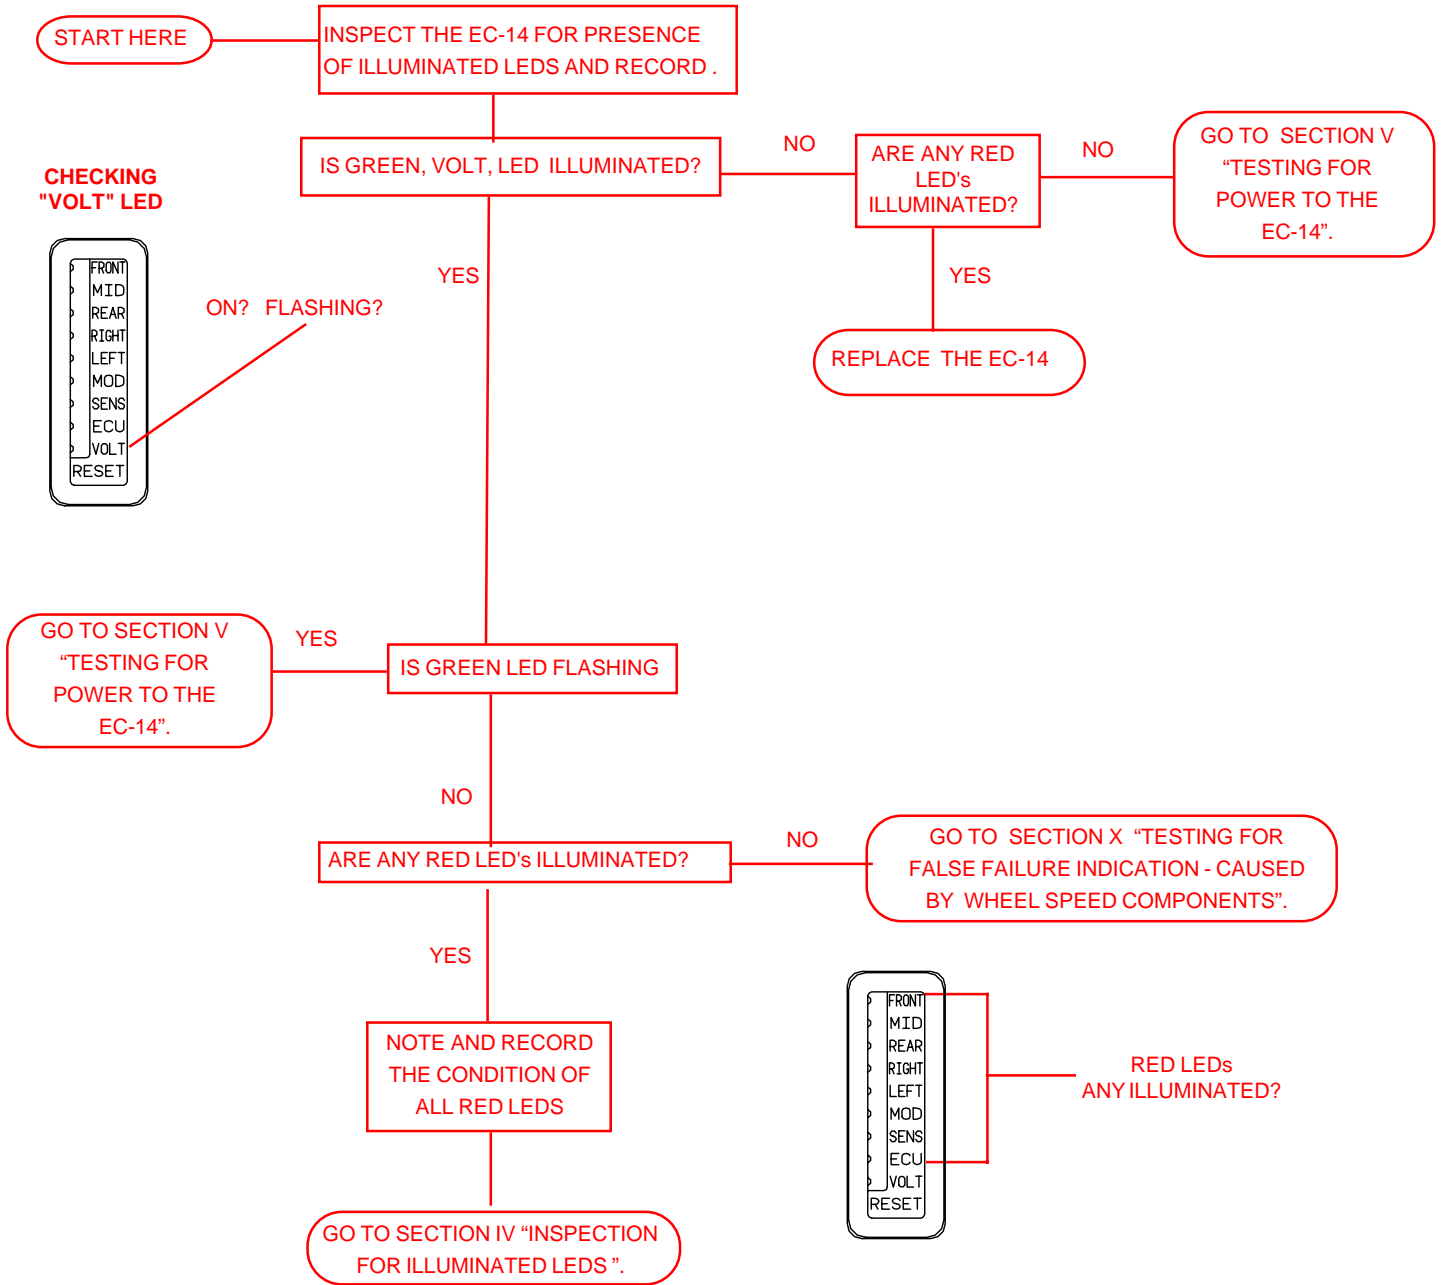 START HERE
INSPECT THE EC-14 FOR PRESENCE
OF ILLUMINATED LEDS AND RECORD .
IS GREEN, VOLT, LED ILLUMINATED?
NO
ARE ANY RED
LED's
ILLUMINATED?
NO
GO TO SECTION V
“TESTING FOR
POWER TO THE
EC-14”.
CHECKING
"VOLT" LED
FRONT
MID
REAR
RIGHT
LEFT
MOD
SENS
ECU
VOLT
RESET
ON? FLASHING?
YES
YES
REPLACE THE EC-14
GO TO SECTION V
“TESTING FOR
POWER TO THE
EC-14”.
YES
IS GREEN LED FLASHING
NO
ARE ANY RED LED's ILLUMINATED?
NO
GO TO SECTION X “TESTING FOR
FALSE FAILURE INDICATION - CAUSED
BY WHEEL SPEED COMPONENTS”.
YES
NOTE AND RECORD
THE CONDITION OF
ALL RED LEDS
FRONT
MID
REAR
RIGHT
LEFT
MOD
SENS
ECU
VOLT
RESET
RED LEDs
ANY ILLUMINATED?
GO TO SECTION IV “INSPECTION
FOR ILLUMINATED LEDS ”.